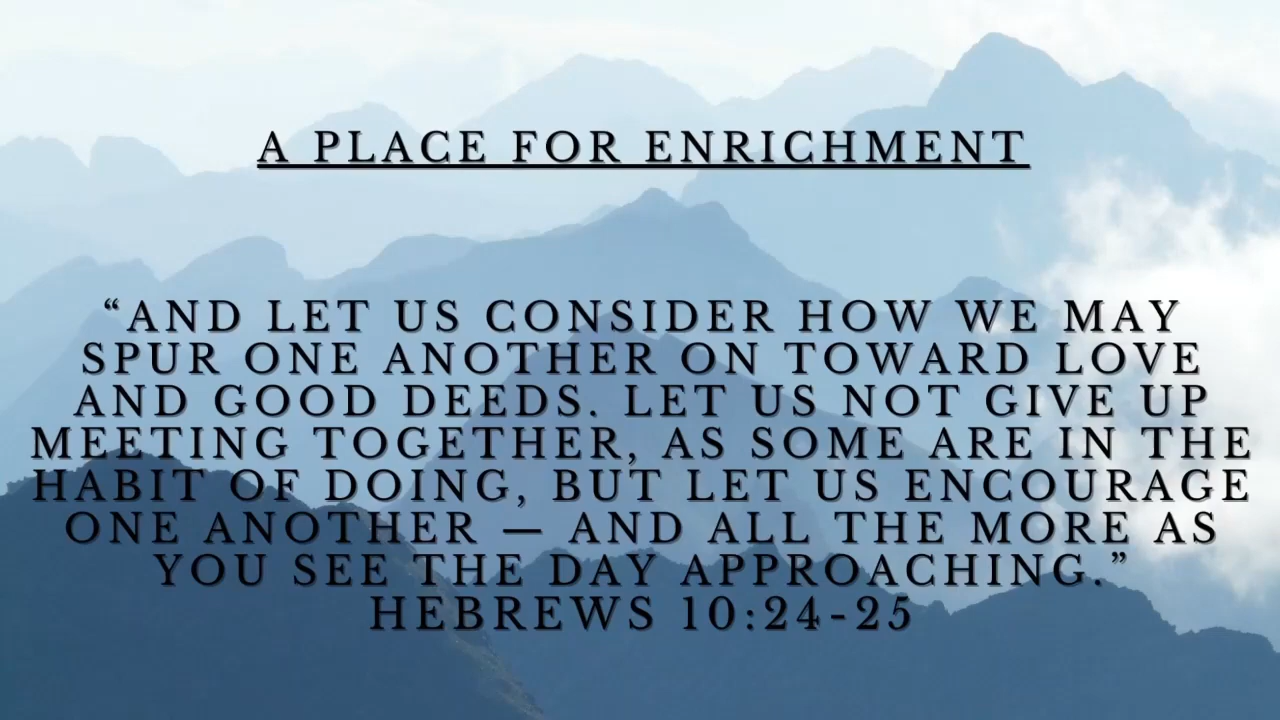 A PLACE FOR ENRICHMENT
“AND LET US CONSIDER HOW WE MAY
SPUR ONE ANOTHER ON TOWARD LOVE
AND GOOD DEEDS. LET US NOT GIVE UP
MEETING TOGETHER, AS SOME ARE IN THE
HABIT OF DOING, BUT LET US ENCOURAGE
ONE ANOTHER — AND ALL THE MORE AS
YOU SEE THE DAY APPROACHING.”
HEBREWS 10:24-25